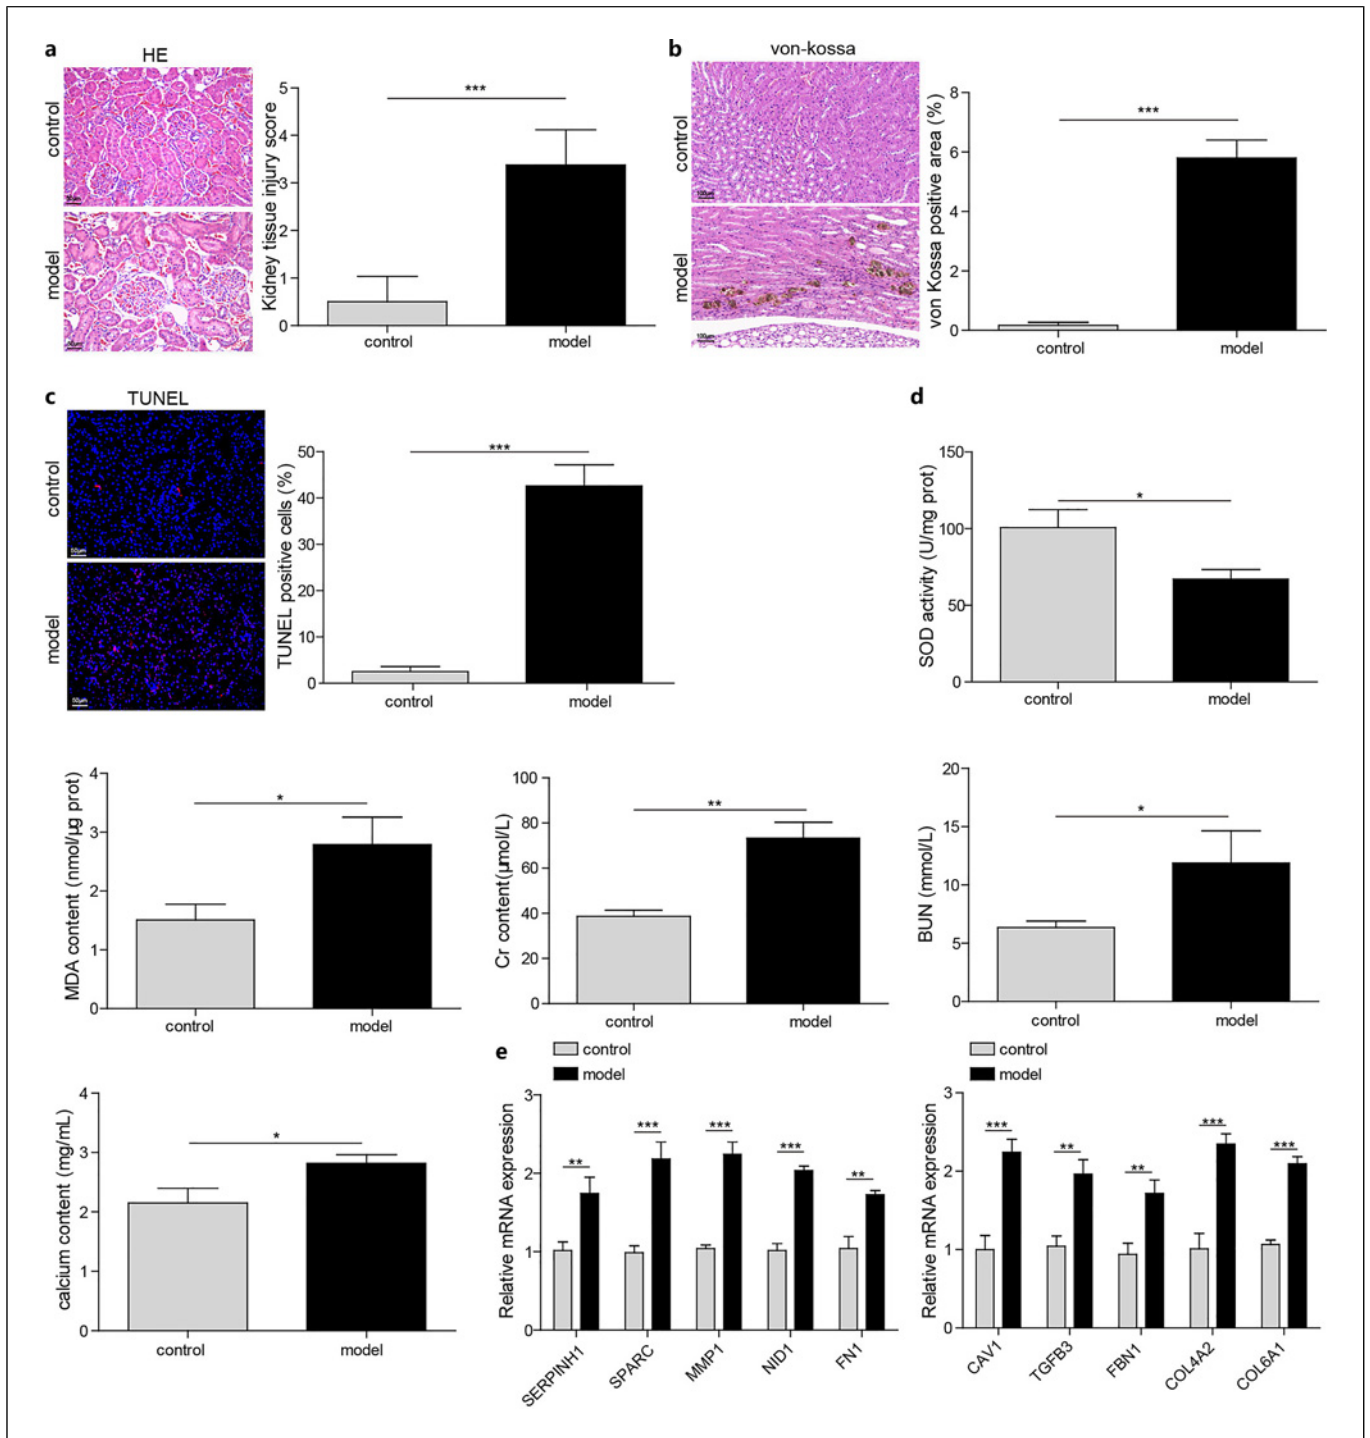 a
HE
control
model
50μm
50μm
Kidney tissue injury score
5
4
3
2
1
0
***
control
model
b
von-kossa
control
model
100μm
100μm
von Kossa positive area (%)
8
6
4
2
0
***
control
model
c
TUNEL
control
model
50μm
50μm
TUNEL positive cells (%)
50
40
30
20
10
0
***
control
model
d
SOD activity (U/mg prot)
150
100
50
0
*
control
model
MDA content (nmol/μg prot)
4
3
2
1
0
*
control
model
Cr content(μmol/L)
100
80
60
40
20
0
**
control
model
BUN (mmol/L)
20
15
10
5
0
*
control
model
calcium content (mg/mL)
4
3
2
1
0
*
control
model
e
control
model
Relative mRNA expression
3
2
1
0
**
***
***
***
**
SERPINH1
SPARC
MMP1
NID1
FN1
control
model
Relative mRNA expression
3
2
1
0
***
**
**
***
***
CAV1
TGFB3
FBN1
COL4A2
COL6A1